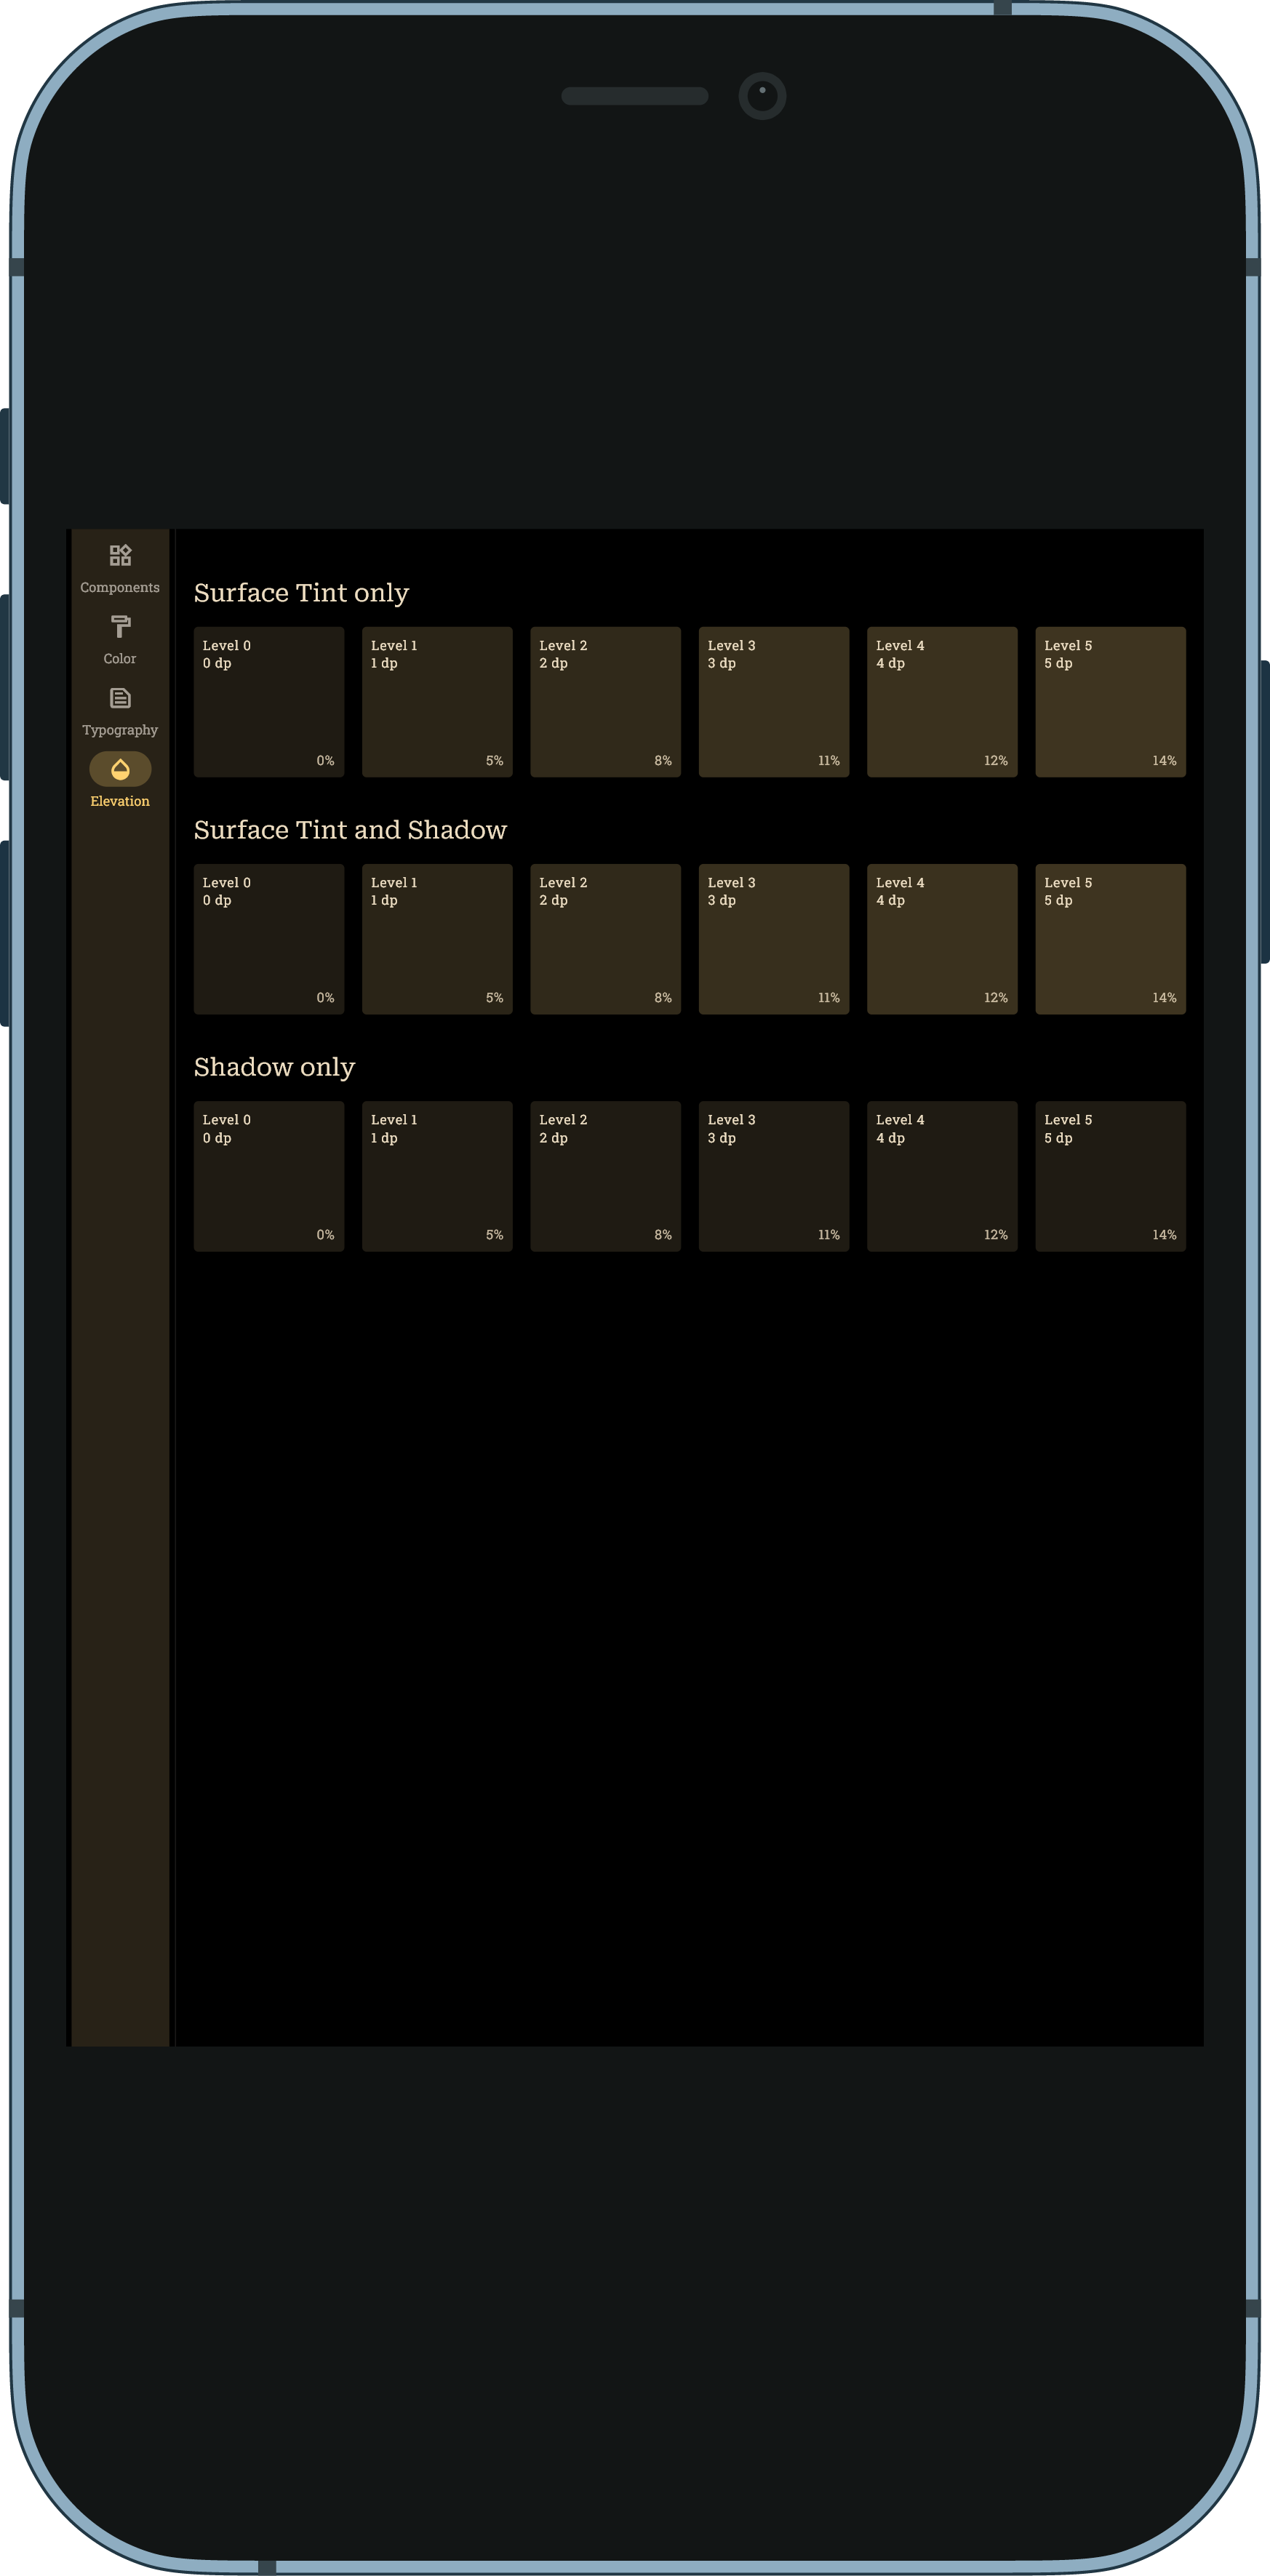 Components
Color
Typography
Elevation
Surface Tint only
Level 0
0 dp
0%
Level 1
1 dp
5%
Level 2
2 dp
8%
Level 3
3 dp
11%
Level 4
4 dp
12%
Level 5
5 dp
14%
Surface Tint and Shadow
Level 0
0 dp
0%
Level 1
1 dp
5%
Level 2
2 dp
8%
Level 3
3 dp
11%
Level 4
4 dp
12%
Level 5
5 dp
14%
Shadow only
Level 0
0 dp
0%
Level 1
1 dp
5%
Level 2
2 dp
8%
Level 3
3 dp
11%
Level 4
4 dp
12%
Level 5
5 dp
14%